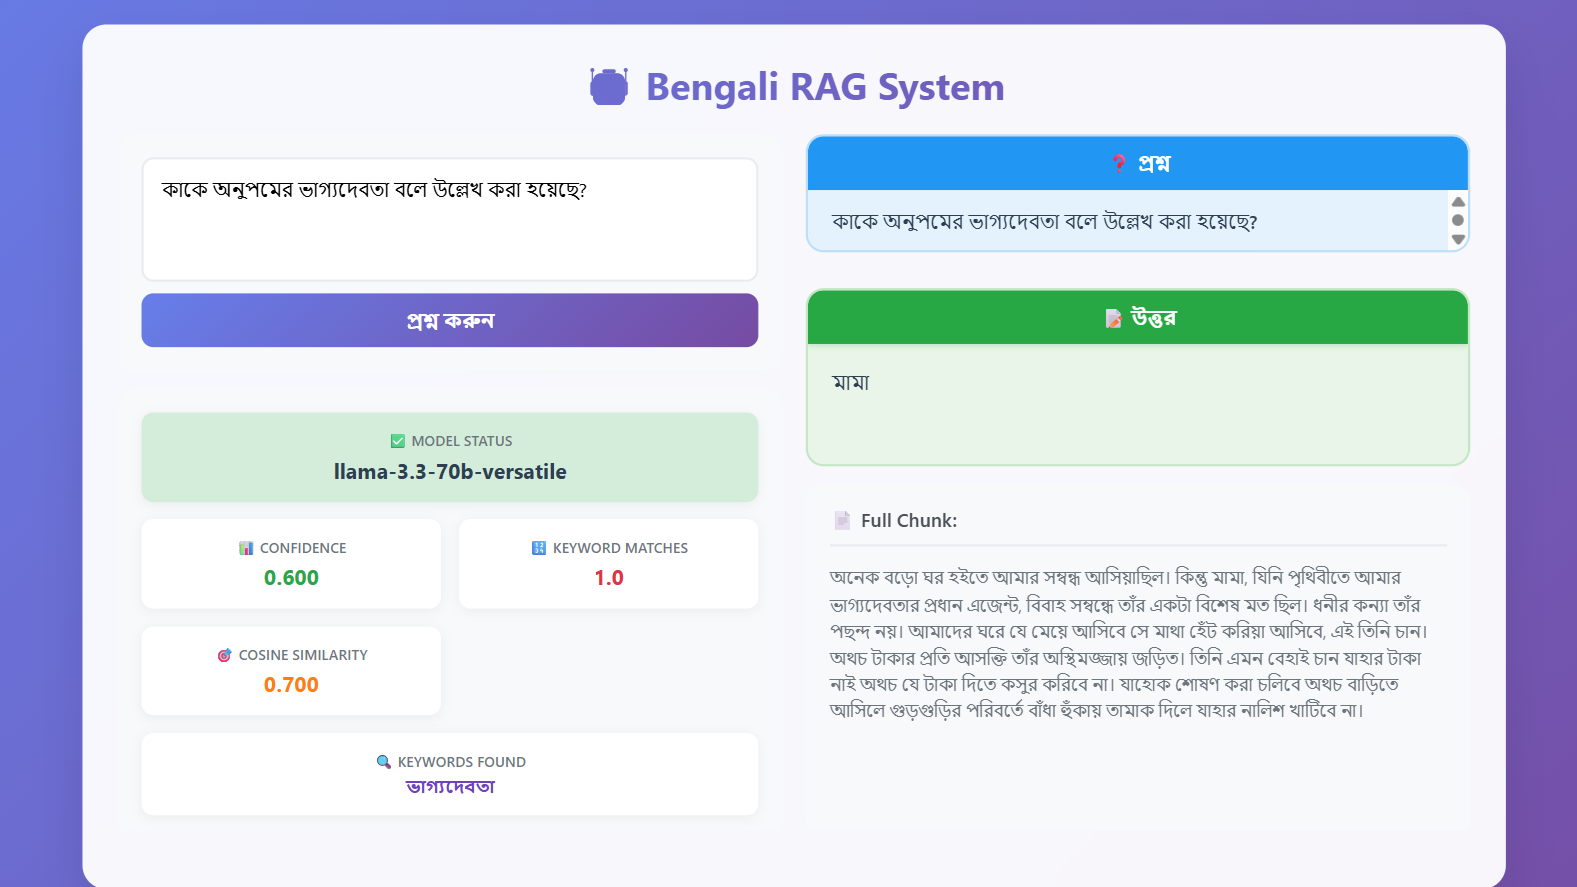 Bengali RAG System
কাকে অনুপমের ভাগ্যদেবতা বলে উল্লেখ করা হয়েছে?
প্রশ্ন করুন
MODEL STATUS
llama-3.3-70b-versatile
CONFIDENCE
0.600
KEYWORD MATCHES
1.0
COSINE SIMILARITY
0.700
KEYWORDS FOUND
ভাগ্যদেবতা
❓ প্রশ্ন
কাকে অনুপমের ভাগ্যদেবতা বলে উল্লেখ করা হয়েছে?
উত্তর
মামা
Full Chunk:
অনেক বড়ো ঘর হইতে আমার সম্বন্ধ আসিয়াছিল। কিন্তু মামা, যিনি পৃথিবীতে আমার
ভাগ্যদেবতার প্রধান এজেন্ট, বিবাহ সম্বন্ধে তাঁর একটা বিশেষ মত ছিল। ধনীর কন্যা তাঁর
পছন্দ নয়। আমাদের ঘরে যে মেয়ে আসিবে সে মাথা হেঁট করিয়া আসিবে, এই তিনি চান।
অথচ টাকার প্রতি আসক্তি তাঁর অস্থিমজ্জায় জড়িত। তিনি এমন বেহাই চান যাহার টাকা
নাই অথচ যে টাকা দিতে কসুর করিবে না। যাহোক শোষণ করা চলিবে অথচ বাড়িতে
আসিলে গুড়গুড়ির পরিবর্তে বাঁধা হুঁকায় তামাক দিলে যাহার নালিশ খাটিবে না।